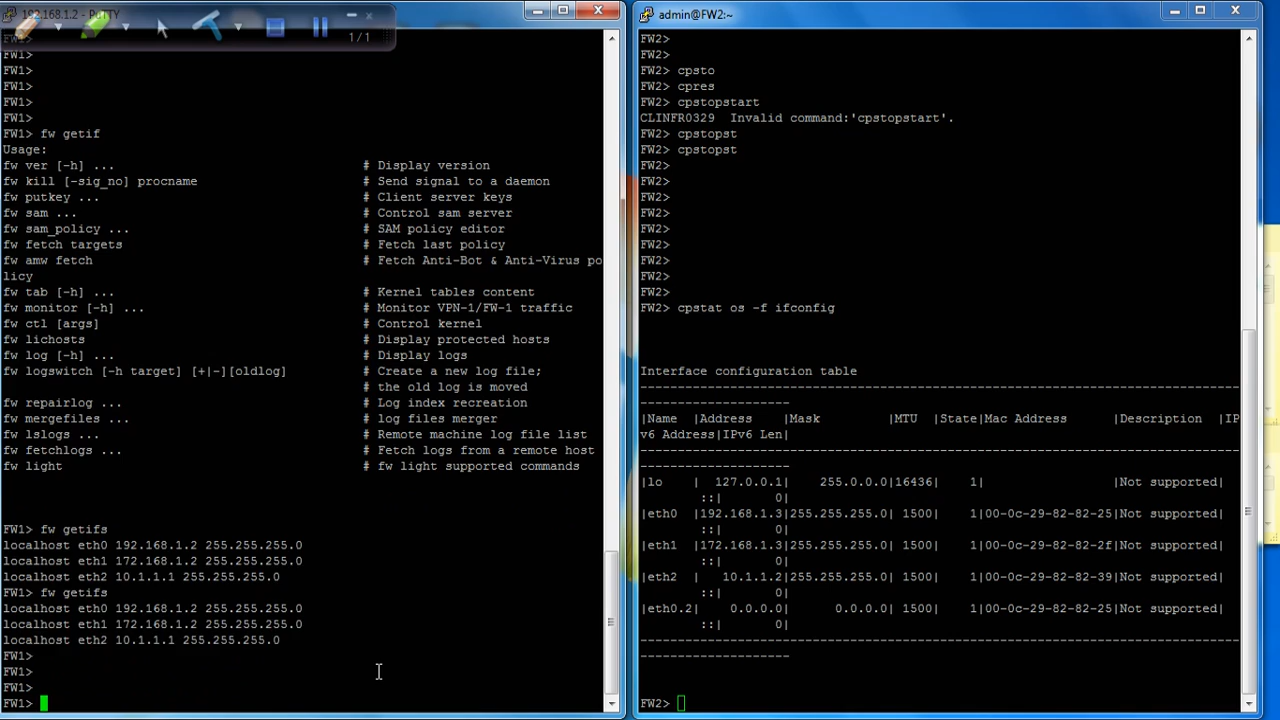 192.168.1.2 - PuTTY
1/1
FW1>
FW1>
FW1>
FW1>
FW1>
FW1>
FW1> fw getif
Usage:
fw ver [-h] ...                # Display version
fw kill [-sig_no] procname     # Send signal to a daemon
fw putkey ...                  # Client server keys
fw sam ...                     # Control sam server
fw sam_policy ...              # SAM policy editor
fw fetch targets               # Fetch last policy
fw amw fetch                   # Fetch Anti-Bot & Anti-Virus po
licy
fw tab [-h] ...                # Kernel tables content
fw monitor [-h] ...            # Monitor VPN-1/FW-1 traffic
fw ctl [args]                  # Control kernel
fw lichosts                    # Display protected hosts
fw log [-h] ...                # Display logs
fw logswitch [-h target] [+|-][oldlog]        # Create a new log file;
                               # the old log is moved
fw repairlog ...               # Log index recreation
fw mergefiles ...              # log files merger
fw lslogs ...                  # Remote machine log file list
fw fetchlogs ...               # Fetch logs from a remote host
fw light                       # fw light supported commands
FW1> fw getifs
localhost eth0 192.168.1.2 255.255.255.0
localhost eth1 172.168.1.2 255.255.255.0
localhost eth2 10.1.1.1 255.255.255.0
FW1> fw getifs
localhost eth0 192.168.1.2 255.255.255.0
localhost eth1 172.168.1.2 255.255.255.0
localhost eth2 10.1.1.1 255.255.255.0
FW1>
FW1>
FW1>
FW1>
admin@FW2:~
FW2>
FW2>
FW2> cpsto
FW2> cpres
FW2> cpstopstart
CLINFR0329  Invalid command:'cpstopstart'.
FW2> cpstopst
FW2> cpstopst
FW2>
FW2>
FW2>
FW2>
FW2>
FW2>
FW2>
FW2>
FW2>
FW2> cpstat os -f ifconfig
Interface configuration table
--------------------------------------------------------------------------------
--------------------
|Name  |Address    |Mask         |MTU  |State|Mac Address      |Description  |IP
v6 Address|IPv6 Len|
--------------------------------------------------------------------------------
--------------------
|lo    |  127.0.0.1|    255.0.0.0|16436|    1|                 |Not supported|
        ::|       0|
|eth0  |192.168.1.3|255.255.255.0| 1500|    1|00-0c-29-82-82-25|Not supported|
        ::|       0|
|eth1  |172.168.1.3|255.255.255.0| 1500|    1|00-0c-29-82-82-2f|Not supported|
        ::|       0|
|eth2  |   10.1.1.2|255.255.255.0| 1500|    1|00-0c-29-82-82-39|Not supported|
        ::|       0|
|eth0.2|    0.0.0.0|      0.0.0.0| 1500|    1|00-0c-29-82-82-25|Not supported|
        ::|       0|
--------------------------------------------------------------------------------
--------------------
FW2>